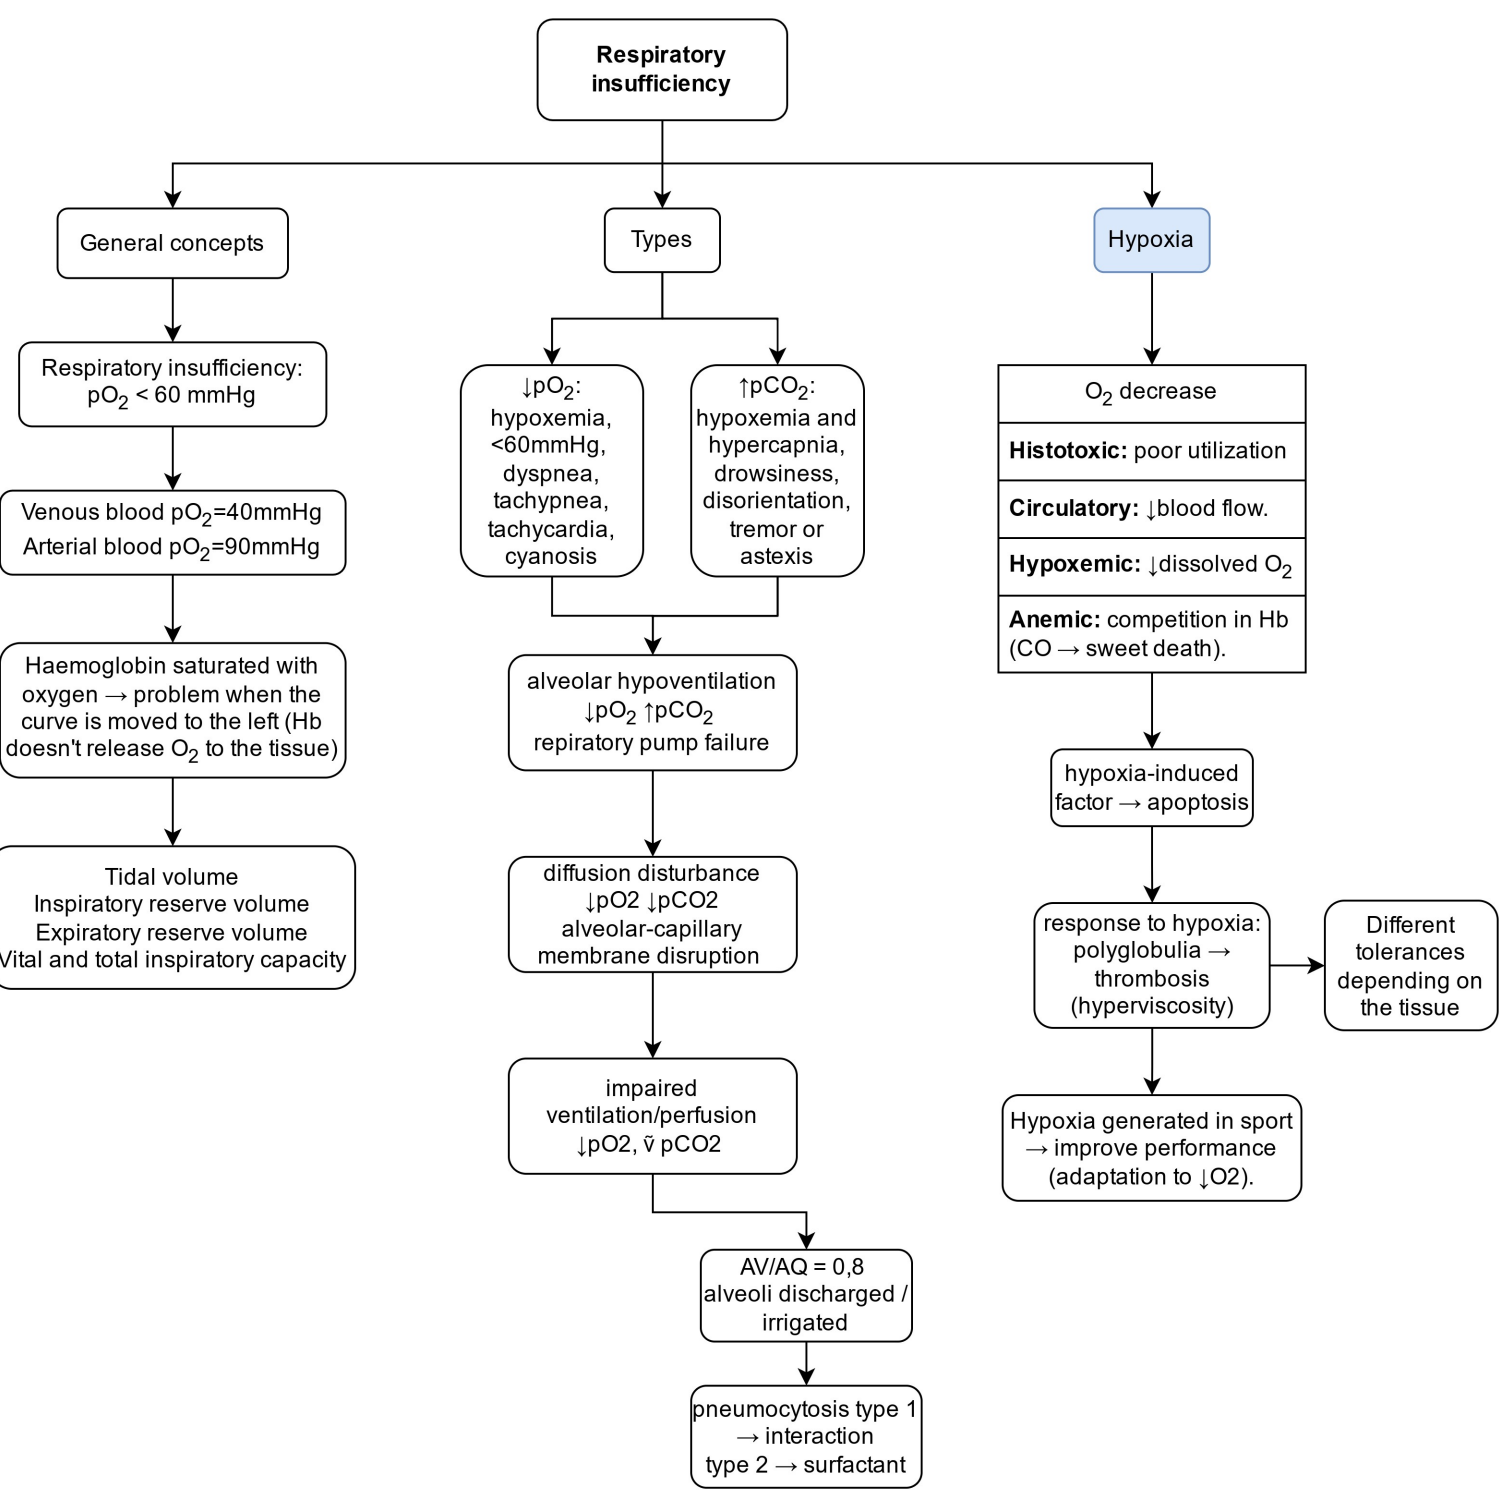 Respiratory
insufficiency
General concepts
Types
Hypoxia
Respiratory insufficiency:
pO2 < 60 mmHg
Venous blood pO2=40mmHg
Arterial blood pO2=90mmHg
Haemoglobin saturated with
oxygen → problem when the
curve is moved to the left (Hb
doesn't release O2 to the tissue)
Tidal volume
Inspiratory reserve volume
Expiratory reserve volume
Vital and total inspiratory capacity
↓pO2:
hypoxemia,
<60mmHg,
dyspnea,
tachypnea,
tachycardia,
cyanosis
↑pCO2:
hypoxemia and
hypercapnia,
drowsiness,
disorientation,
tremor or
astexis
alveolar hypoventilation
↓pO2 ↑pCO2
repiratory pump failure
diffusion disturbance
↓pO2 ↓pCO2
alveolar-capillary
membrane disruption
impaired
ventilation/perfusion
↓pO2, ṽ pCO2
AV/AQ = 0,8
alveoli discharged /
irrigated
pneumocytosis type 1
→ interaction
type 2 → surfactant
O2 decrease
Histotoxic: poor utilization
Circulatory: ↓blood flow.
Hypoxemic: ↓dissolved O2
Anemic: competition in Hb
(CO → sweet death).
hypoxia-induced
factor → apoptosis
response to hypoxia:
polyglobulia →
thrombosis
(hyperviscosity)
Different
tolerances
depending on
the tissue
Hypoxia generated in sport
→ improve performance
(adaptation to ↓O2).